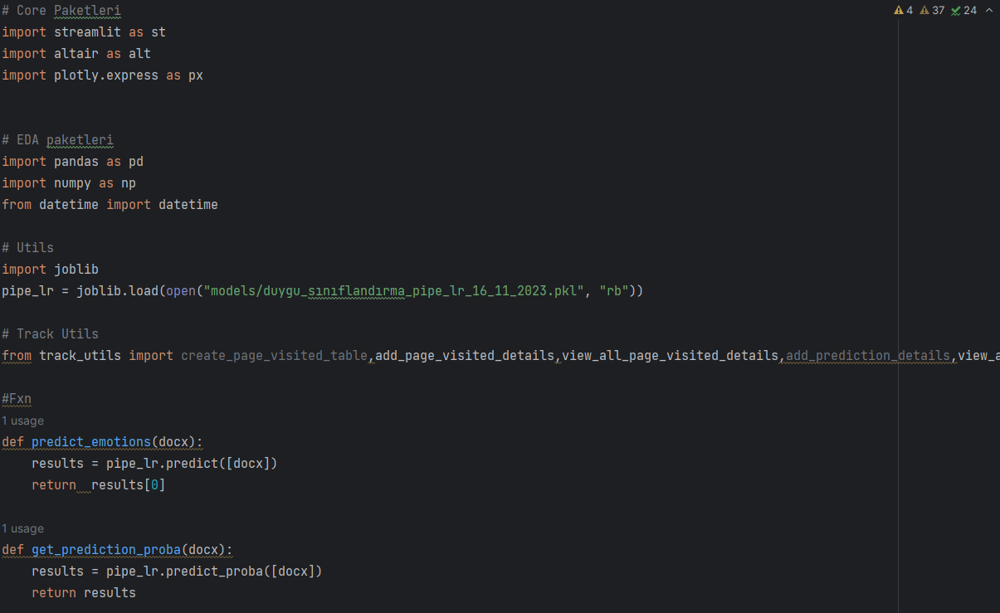 # Core Paketleri
4 37 24
import streamlit as st
import altair as alt
import plotly.express as px
# EDA paketleri
import pandas as pd
import numpy as np
from datetime import datetime
# Utils
import joblib
pipe_lr = joblib.load(open("models/duygu_sınıflandırma_pipe_lr_16_11_2023.pkl", "rb"))
# Track Utils
from track_utils import create_page_visited_table,add_page_visited_details,view_all_page_visited_details,add_prediction_details,view_a
#Fxn
1 usage
def predict_emotions(docx):
    results = pipe_lr.predict([docx])
    return  results[0]
1 usage
def get_prediction_proba(docx):
    results = pipe_lr.predict_proba([docx])
    return results